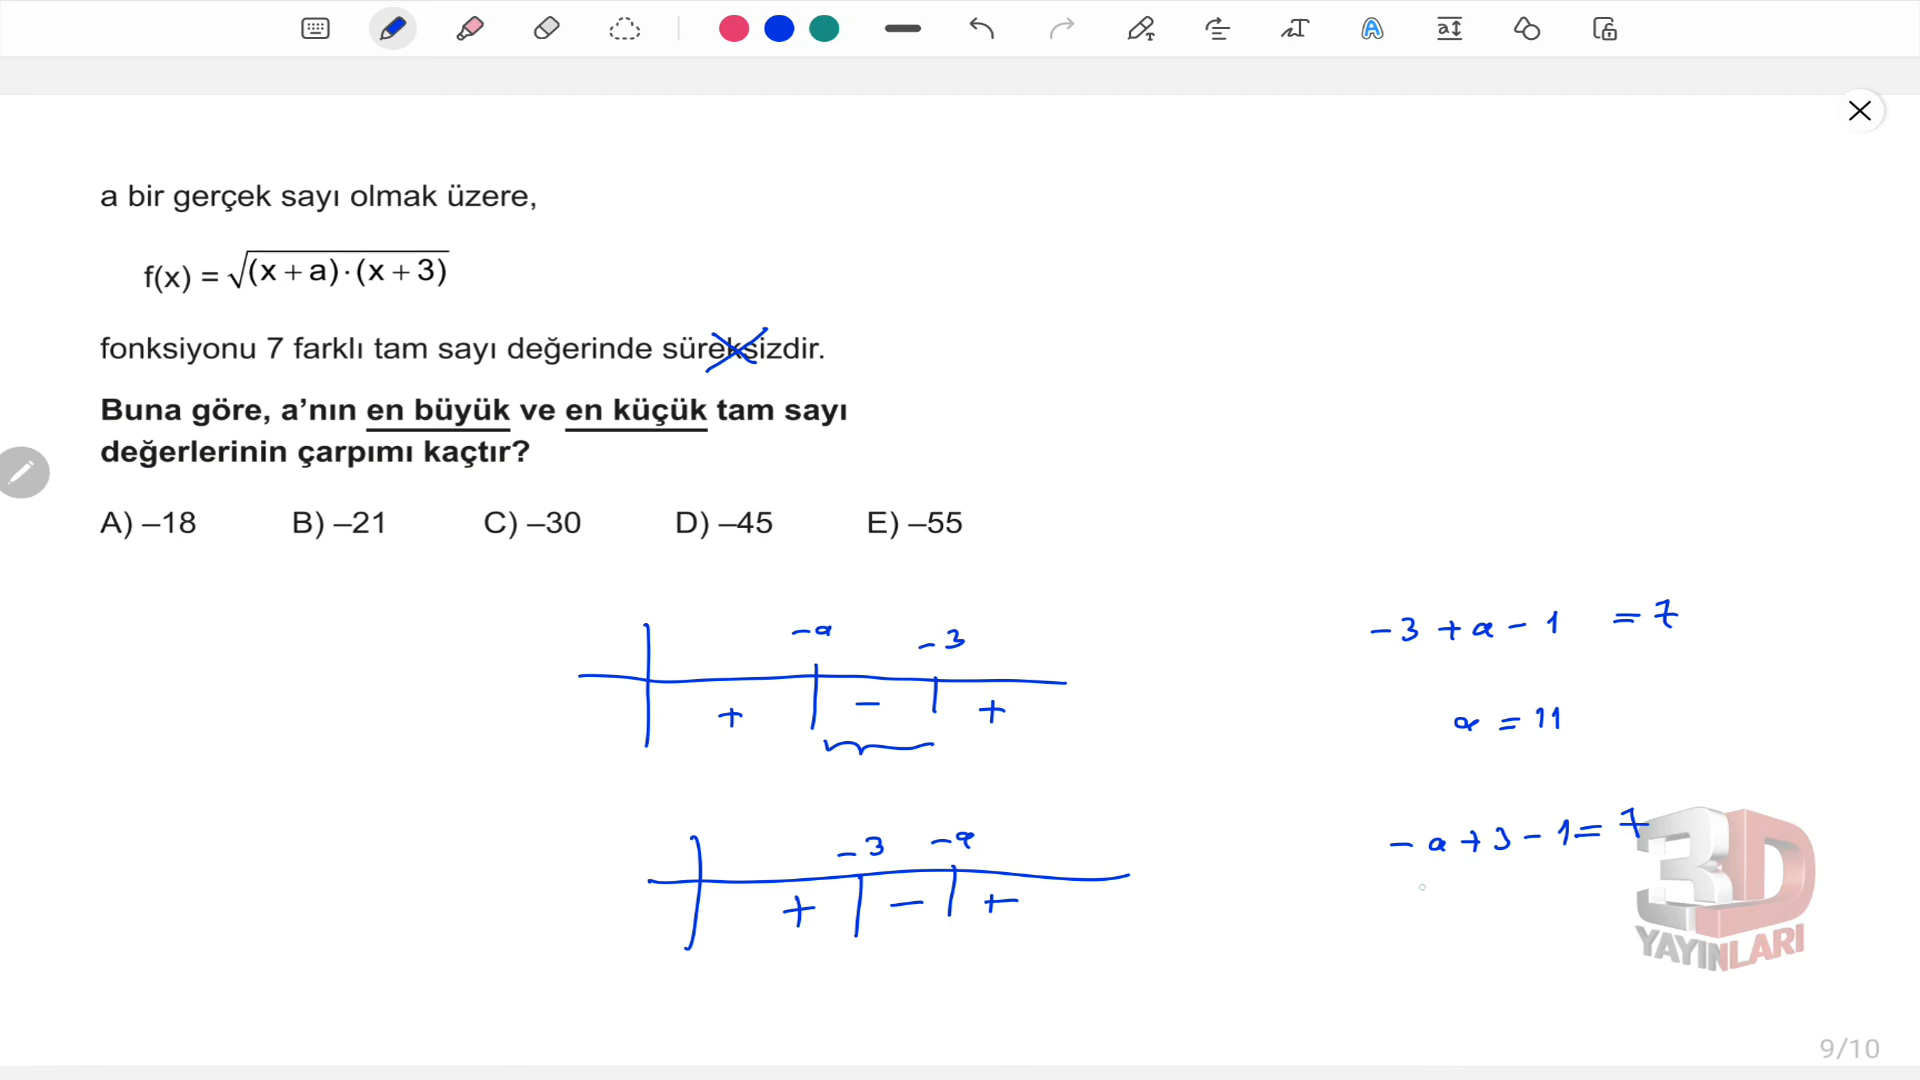 a bir gerçek sayı olmak üzere,
f(x) = √(x + a)·(x + 3)
fonksiyonu 7 farklı tam sayı değerinde süreksizdir.
Buna göre, a'nın en büyük ve en küçük tam sayı
değerlerinin çarpımı kaçtır?
A) –18 B) –21 C) –30 D) –45 E) –55
-a -3
+ - +
-3 + a - 1 = 7
a = 11
-3 -a
+ - +
-a + 3 - 1 = 7
3D
YAYINLARI
9/10